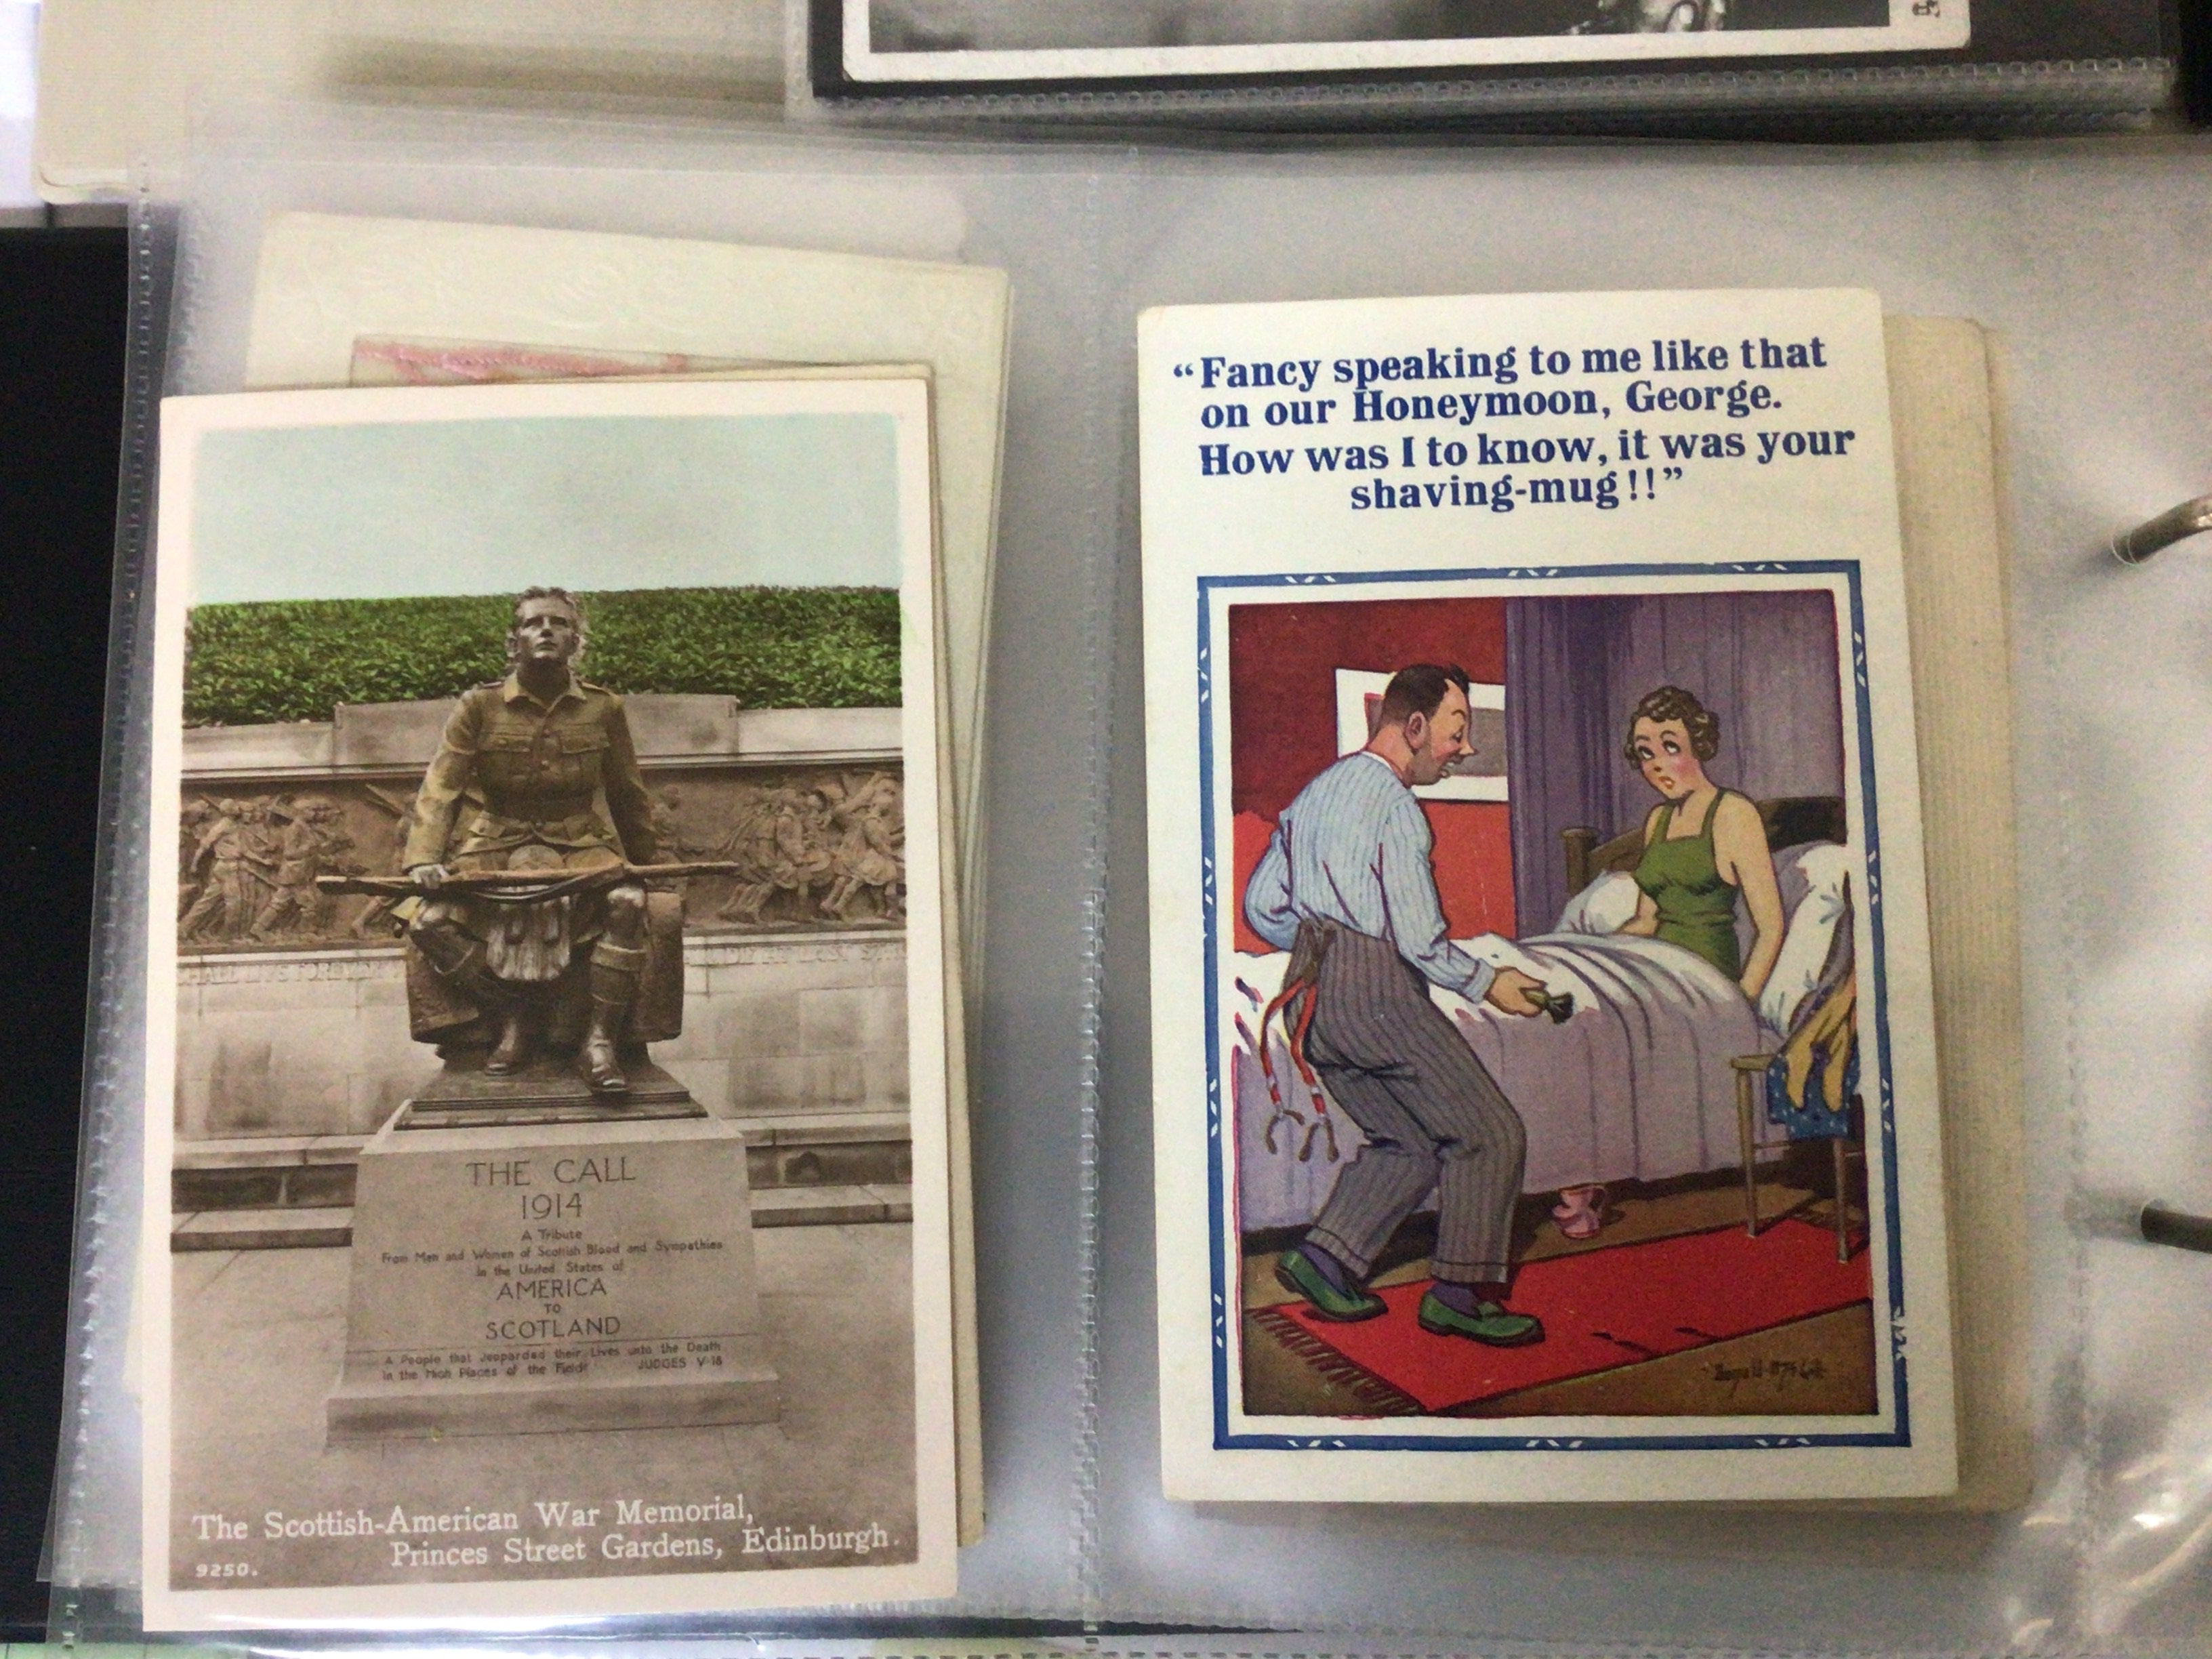 THE CALL
1914
A Tribute
From Men and Women of Scottish Blood and Sympathies
in the United States of
AMERICA
TO
SCOTLAND
A People that Jeoparded their Lives unto the Death
In the High Places of the Field JUDGES V-18
The Scottish-American War Memorial,
Princes Street Gardens, Edinburgh.
9250.
“Fancy speaking to me like that
on our Honeymoon, George.
How was I to know, it was your
shaving-mug!!”